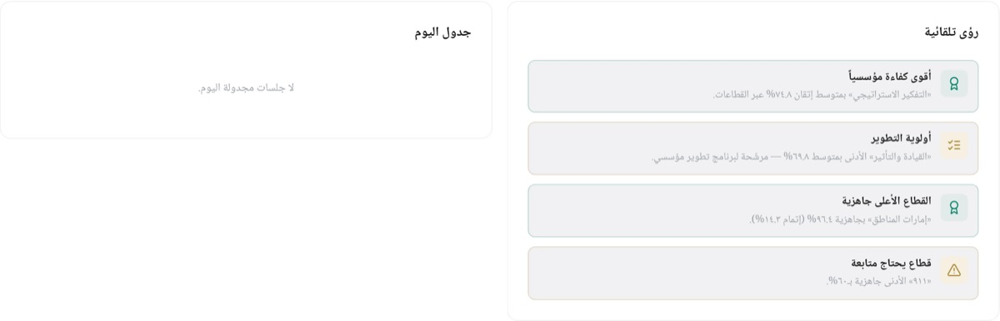 رؤى تلقائية
أقوى كفاءة مؤسسياً
«التفكير الاستراتيجي» بمتوسط إتقان ٧٤.٨% عبر القطاعات.
أولوية التطوير
«القيادة والتأثير» الأدنى بمتوسط ٦٩.٨% — مرشحة لبرنامج تطوير مؤسسي.
القطاع الأعلى جاهزية
«إمارات المناطق» بجاهزية ٩٦.٤% (إتمام ١٤.٣%).
قطاع يحتاج متابعة
«٩١١» الأدنى جاهزية بـ٦٠%.
جدول اليوم
لا جلسات مجدولة اليوم.